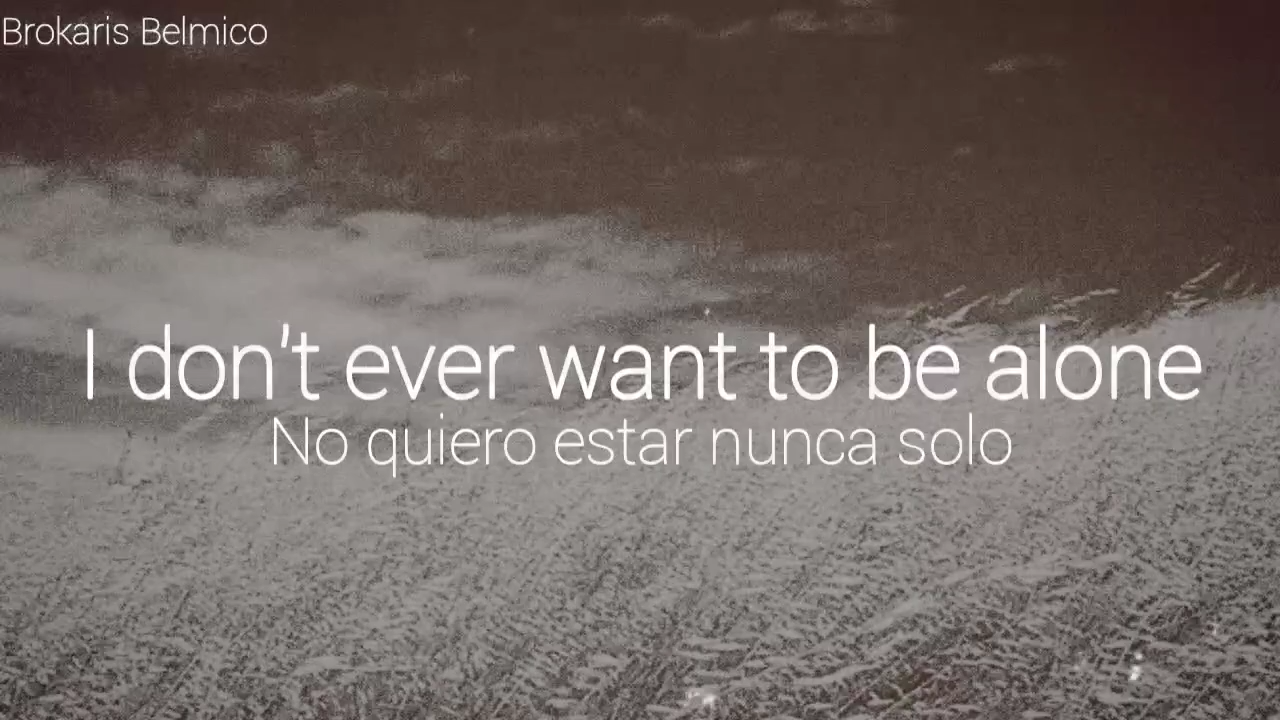 Brokaris Belmico
I don't ever want to be alone
No quiero estar nunca solo